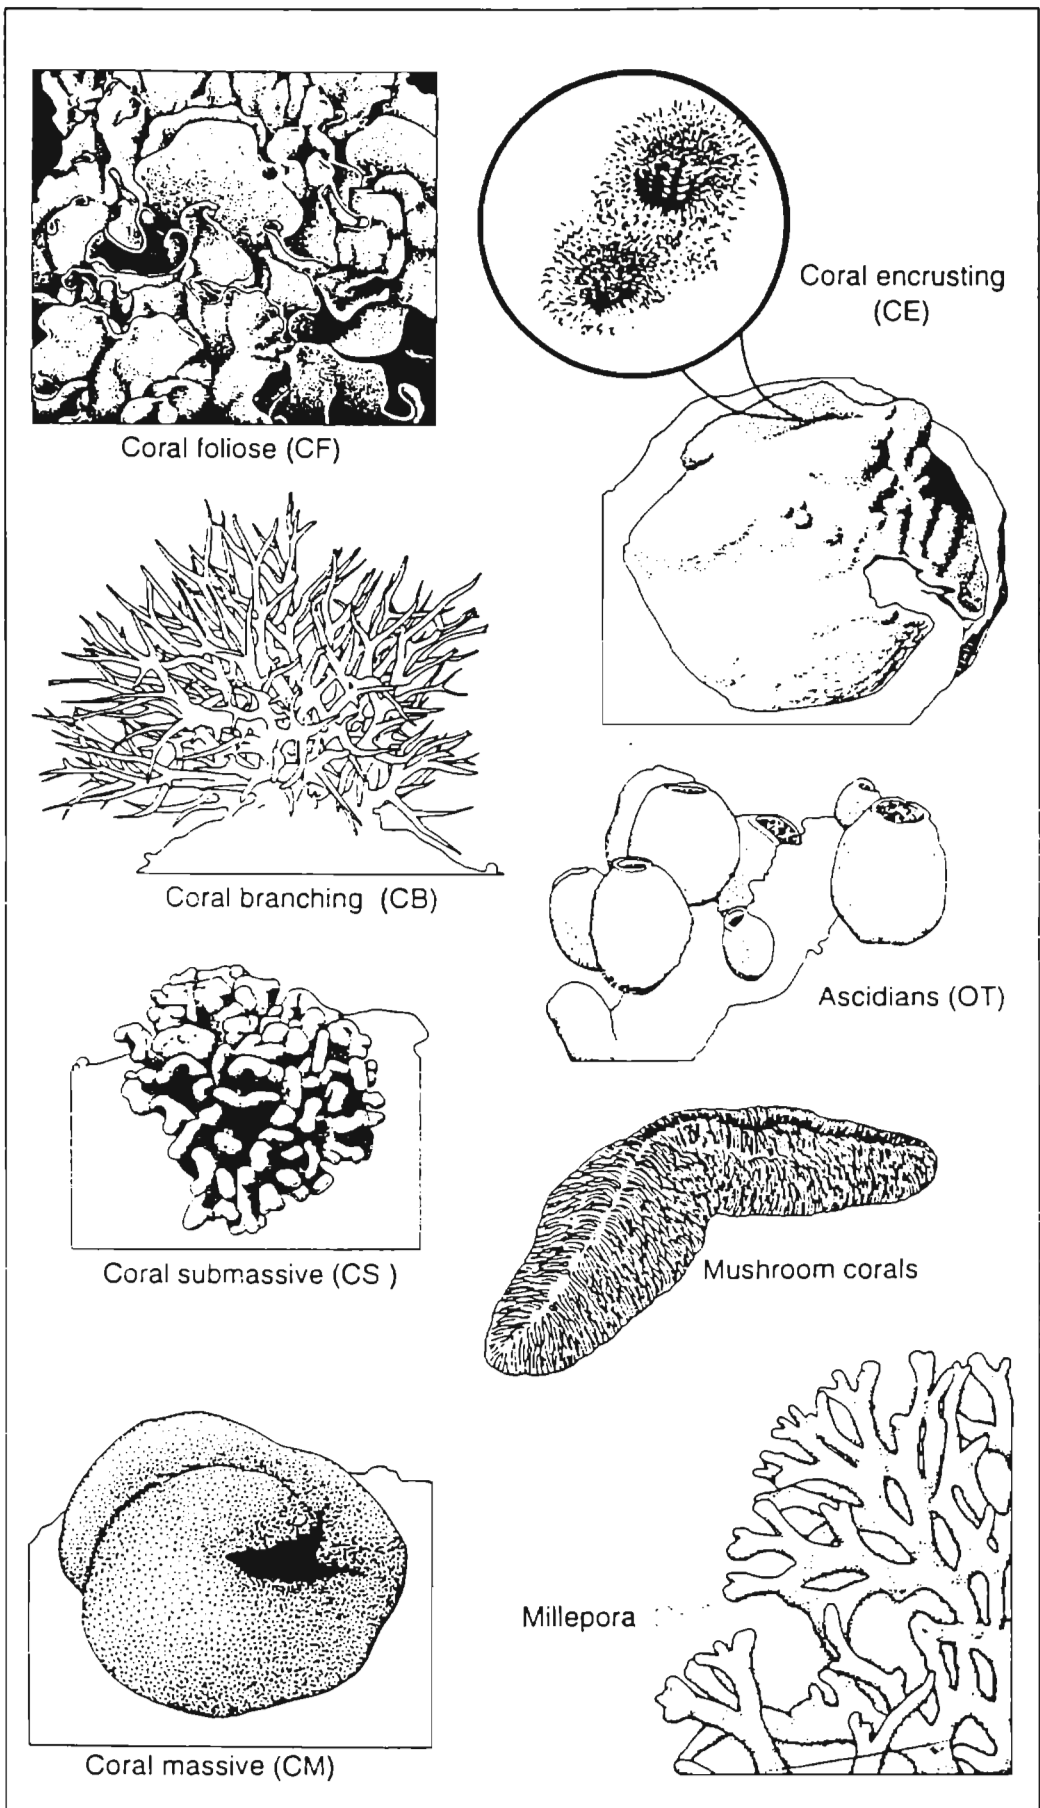 Coral foliose (CF)
Coral encrusting
(CE)
Coral branching (CB)
Ascidians (OT)
Coral submassive (CS )
Mushroom corals
Millepora
Coral massive (CM)